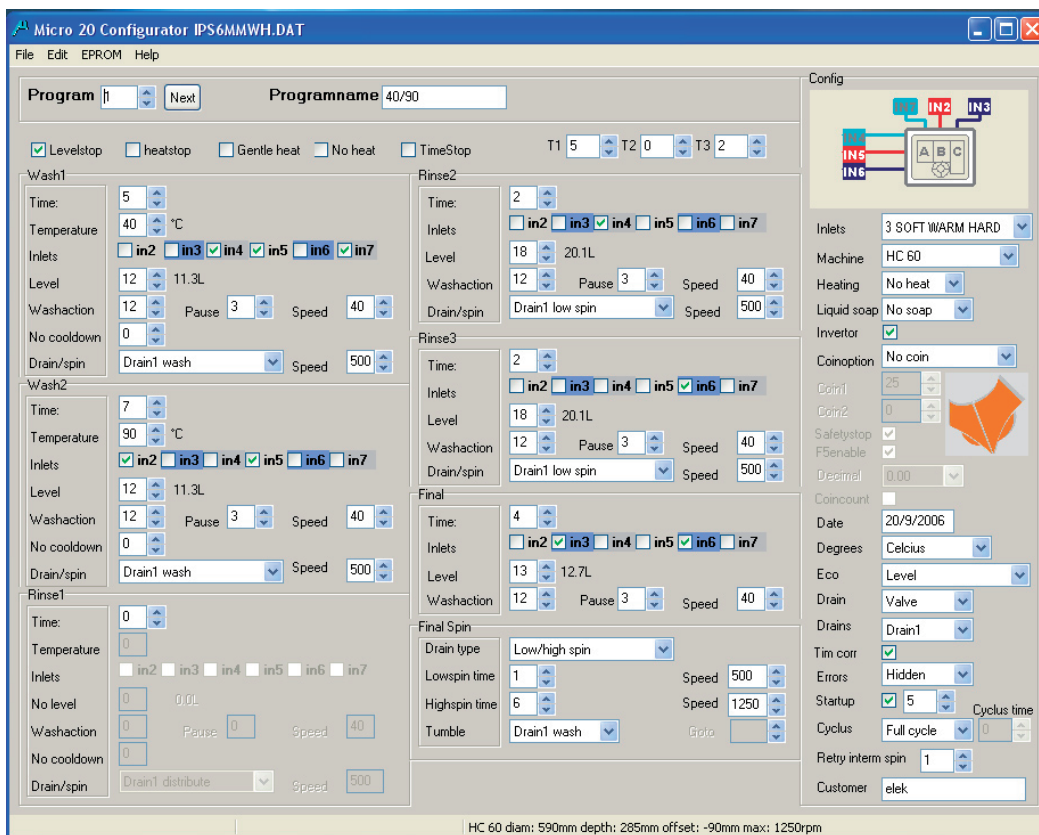 Micro 20 Configurator IPS6MMWH.DAT
File Edit EPROM Help
Program 1 Next Programname 40/90
Levelstop heatstop Gentle heat No heat TimeStop T1 5 T2 0 T3 2
Wash1
Time: 5
Temperature 40 °C
Inlets in2 in3 in4 in5 in6 in7
Level 12 11.3L
Washaction 12 Pause 3 Speed 40
No cooldown 0
Drain/spin Drain1 wash Speed 500
Wash2
Time: 7
Temperature 90 °C
Inlets in2 in3 in4 in5 in6 in7
Level 12 11.3L
Washaction 12 Pause 3 Speed 40
No cooldown 0
Drain/spin Drain1 wash Speed 500
Rinse1
Time: 0
Temperature 0
Inlets in2 in3 in4 in5 in6 in7
No level 0 0.0L
Washaction 0 Pause 0 Speed 40
No cooldown 0
Drain/spin Drain1 distribute Speed 500
Rinse2
Time: 2
Inlets in2 in3 in4 in5 in6 in7
Level 18 20.1L
Washaction 12 Pause 3 Speed 40
Drain/spin Drain1 low spin Speed 500
Rinse3
Time: 2
Inlets in2 in3 in4 in5 in6 in7
Level 18 20.1L
Washaction 12 Pause 3 Speed 40
Drain/spin Drain1 low spin Speed 500
Final
Time: 4
Inlets in2 in3 in4 in5 in6 in7
Level 13 12.7L
Washaction 12 Pause 3 Speed 40
Final Spin
Drain type Low/high spin
Lowspin time 1 Speed 500
Highspin time 6 Speed 1250
Tumble Drain1 wash Goto
Config
IN2 IN3
IN5
IN6
A B C
Inlets 3 SOFT WARM HARD
Machine HC 60
Heating No heat
Liquid soap No soap
Invertor
Coinoption No coin
Coin1 25
Coin2 0
Safetystop
F5enable
Decimal 0.00
Coincount
Date 20/9/2006
Degrees Celcius
Eco Level
Drain Valve
Drains Drain1
Tim corr
Errors Hidden
Startup 5 Cyclus time
Cyclus Full cycle 0
Retry interm spin 1
Customer elek
HC 60 diam: 590mm depth: 285mm offset: -90mm max: 1250rpm